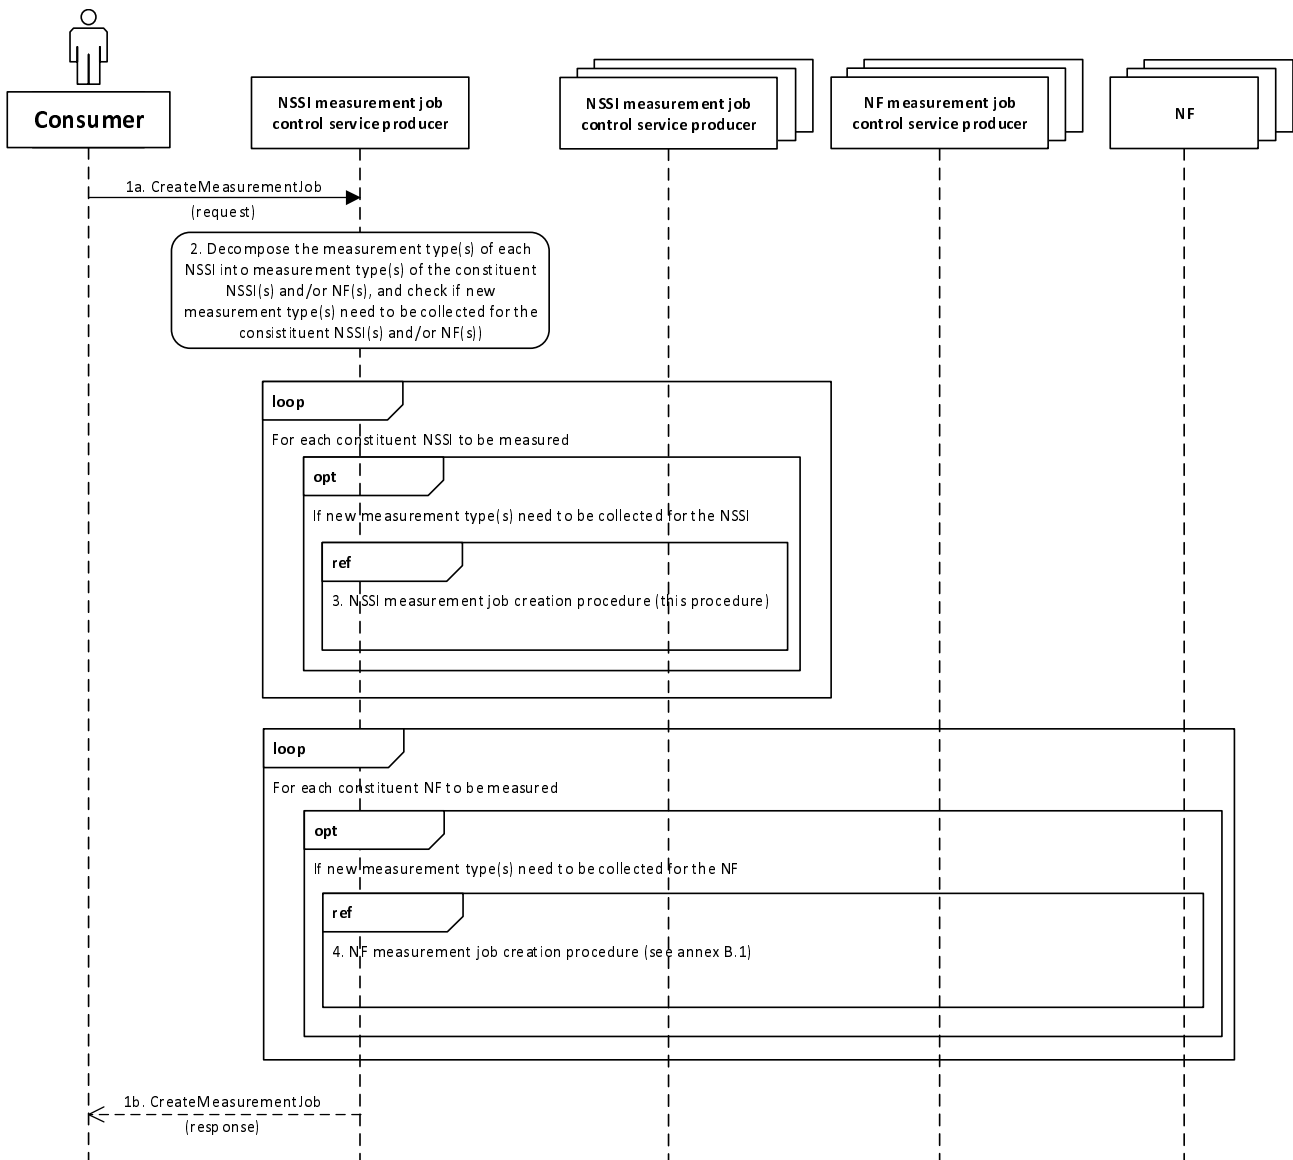 Consumer
NSSI measurement job
control service producer
NSSI measurement job
control service producer
NF measurement job
control service producer
NF
1a. CreateMeasurementJob
(request)
2. Decompose the measurement type(s) of each
NSSI into measurement type(s) of the constituent
NSSI(s) and/or NF(s), and check if new
measurement type(s) need to be collected for the
consistituent NSSI(s) and/or NF(s))
loop
For each constituent NSSI to be measured
opt
If new measurement type(s) need to be collected for the NSSI
ref
3. NSSI measurement job creation procedure (this procedure)
loop
For each constituent NF to be measured
opt
If new measurement type(s) need to be collected for the NF
ref
4. NF measurement job creation procedure (see annex B.1)
1b. CreateMeasurementJob
(response)